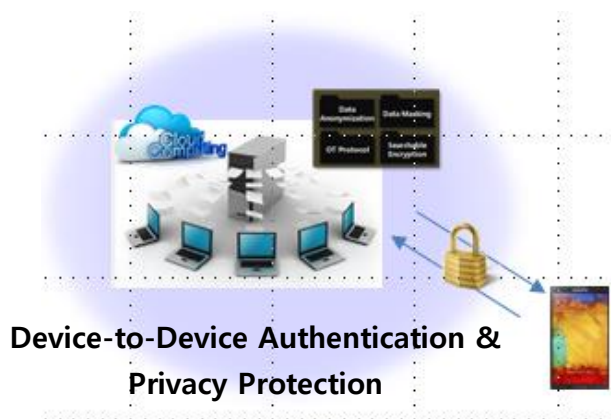 Cloud
Computing
Data
Anonymization
Data Masking
OT Protocol
Searchable
Encryption
Device-to-Device Authentication &
Privacy Protection